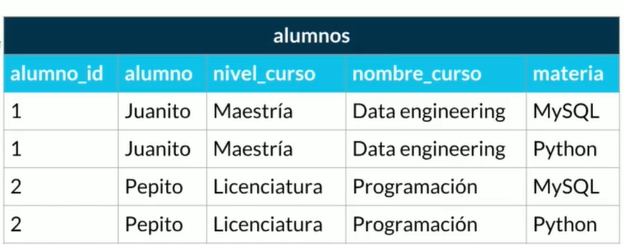 alumnos
alumno_id alumno nivel_curso nombre_curso materia
1 Juanito Maestría Data engineering MySQL
1 Juanito Maestría Data engineering Python
2 Pepito Licenciatura Programación MySQL
2 Pepito Licenciatura Programación Python